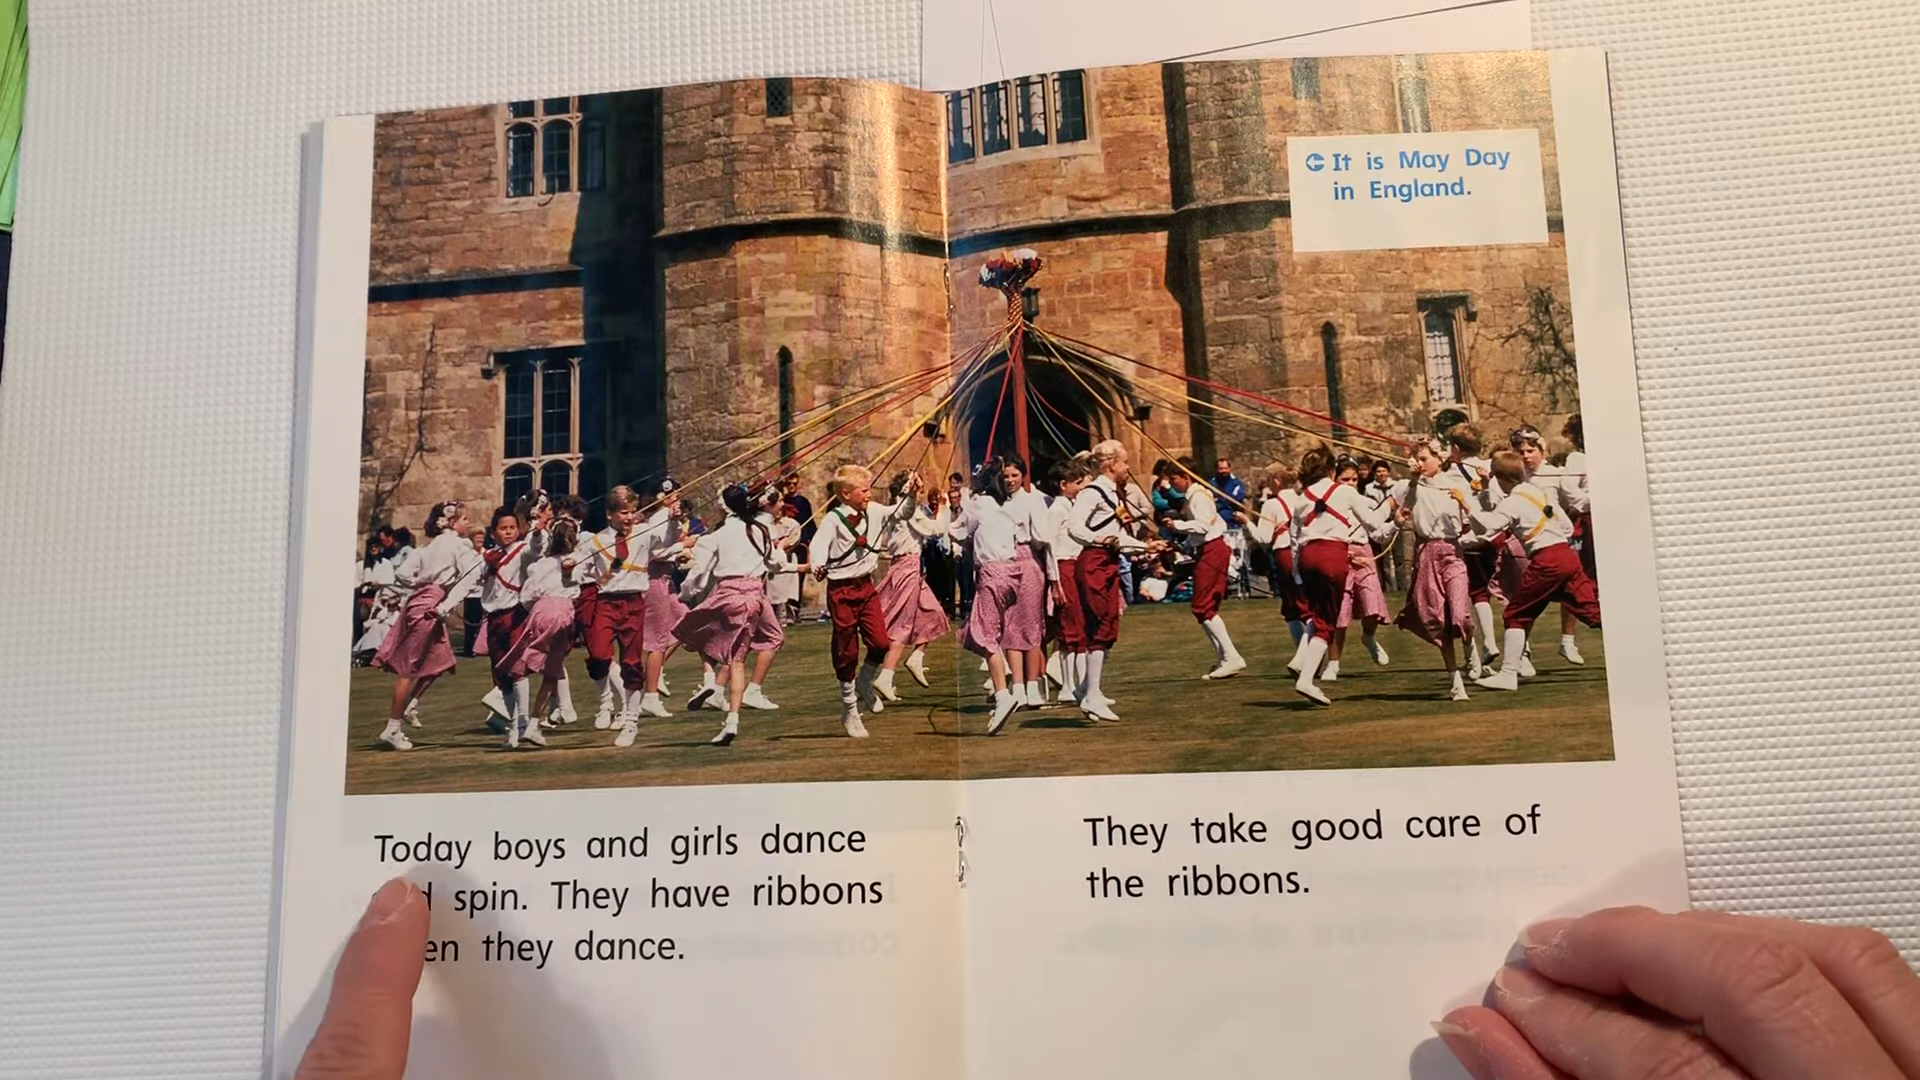 It is May Day
in England.
Today boys and girls dance
spin. They have ribbons
they dance.
They take good care of
the ribbons.